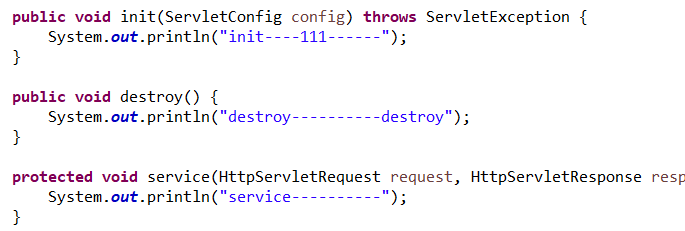 public void init(ServletConfig config) throws ServletException {
    System.out.println("init----111------");
}
public void destroy() {
    System.out.println("destroy----------destroy");
}
protected void service(HttpServletRequest request, HttpServletResponse resp
    System.out.println("service----------");
}